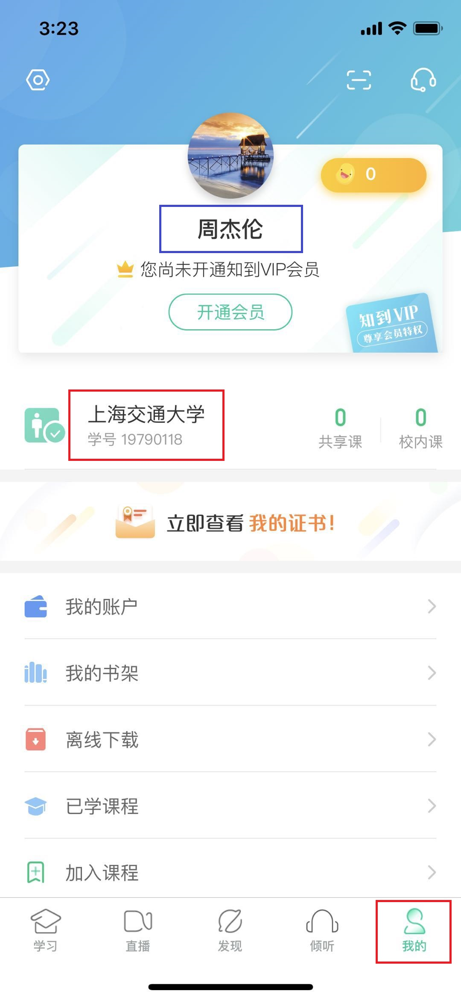 3:23
0
周杰伦
您尚未开通知到VIP会员
开通会员
知到VIP
尊享会员特权
上海交通大学
学号 19790118
0
共享课
0
校内课
立即查看 我的证书!
我的账户
我的书架
离线下载
已学课程
加入课程
学习
直播
发现
倾听
我的